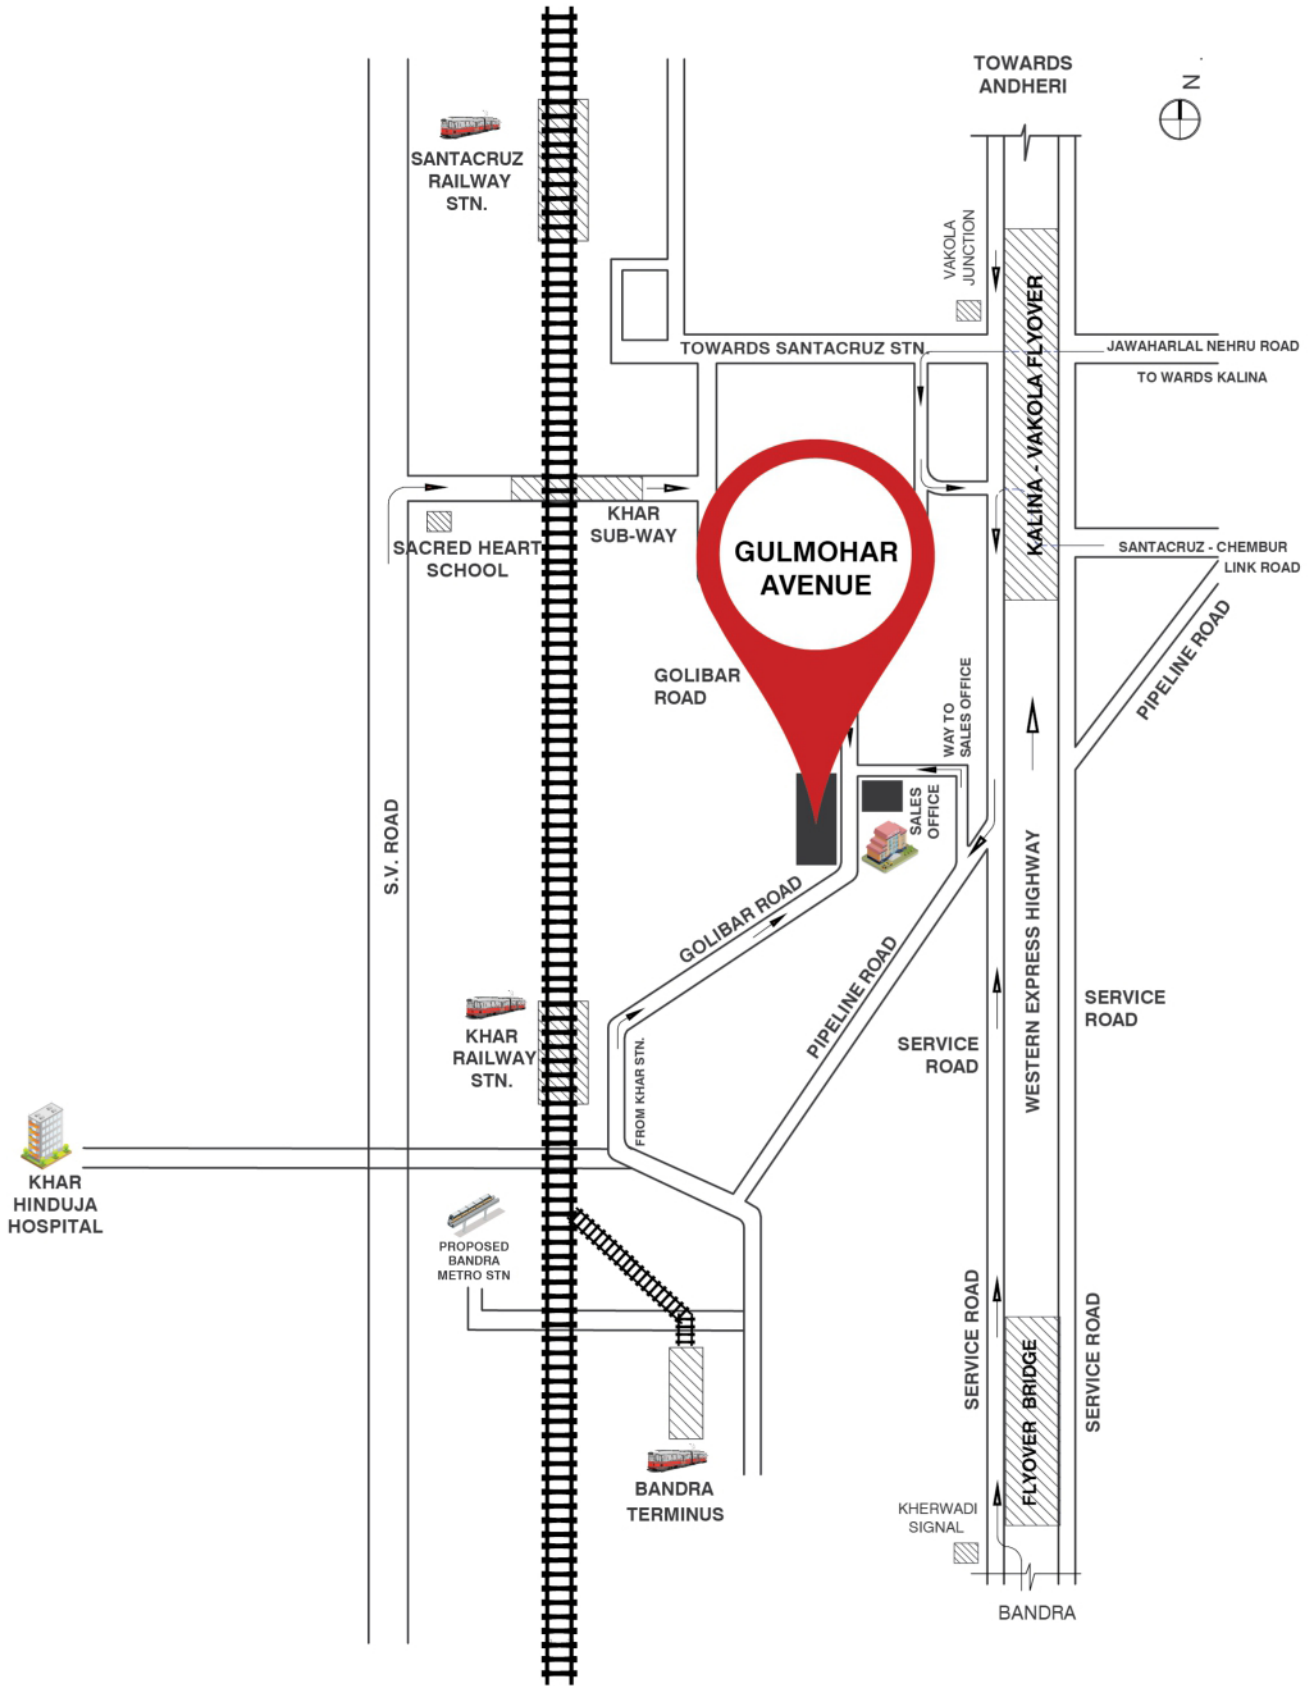 TOWARDS
ANDHERI
N
SANTACRUZ
RAILWAY
STN.
VAKOLA
JUNCTION
KALINA - VAKOLA FLYOVER
TOWARDS SANTACRUZ STN.
JAWAHARLAL NEHRU ROAD
TO WARDS KALINA
KHAR
SUB-WAY
SACRED HEART
SCHOOL
GULMOHAR
AVENUE
SANTACRUZ - CHEMBUR
LINK ROAD
PIPELINE ROAD
GOLIBAR
ROAD
WAY TO
SALES OFFICE
SALES
OFFICE
S.V. ROAD
GOLIBAR ROAD
WESTERN EXPRESS HIGHWAY
PIPELINE ROAD
SERVICE
ROAD
SERVICE
ROAD
KHAR
RAILWAY
STN.
FROM KHAR STN.
KHAR
HINDUJA
HOSPITAL
PROPOSED
BANDRA
METRO STN
SERVICE ROAD
FLYOVER BRIDGE
SERVICE ROAD
BANDRA
TERMINUS
KHERWADI
SIGNAL
BANDRA